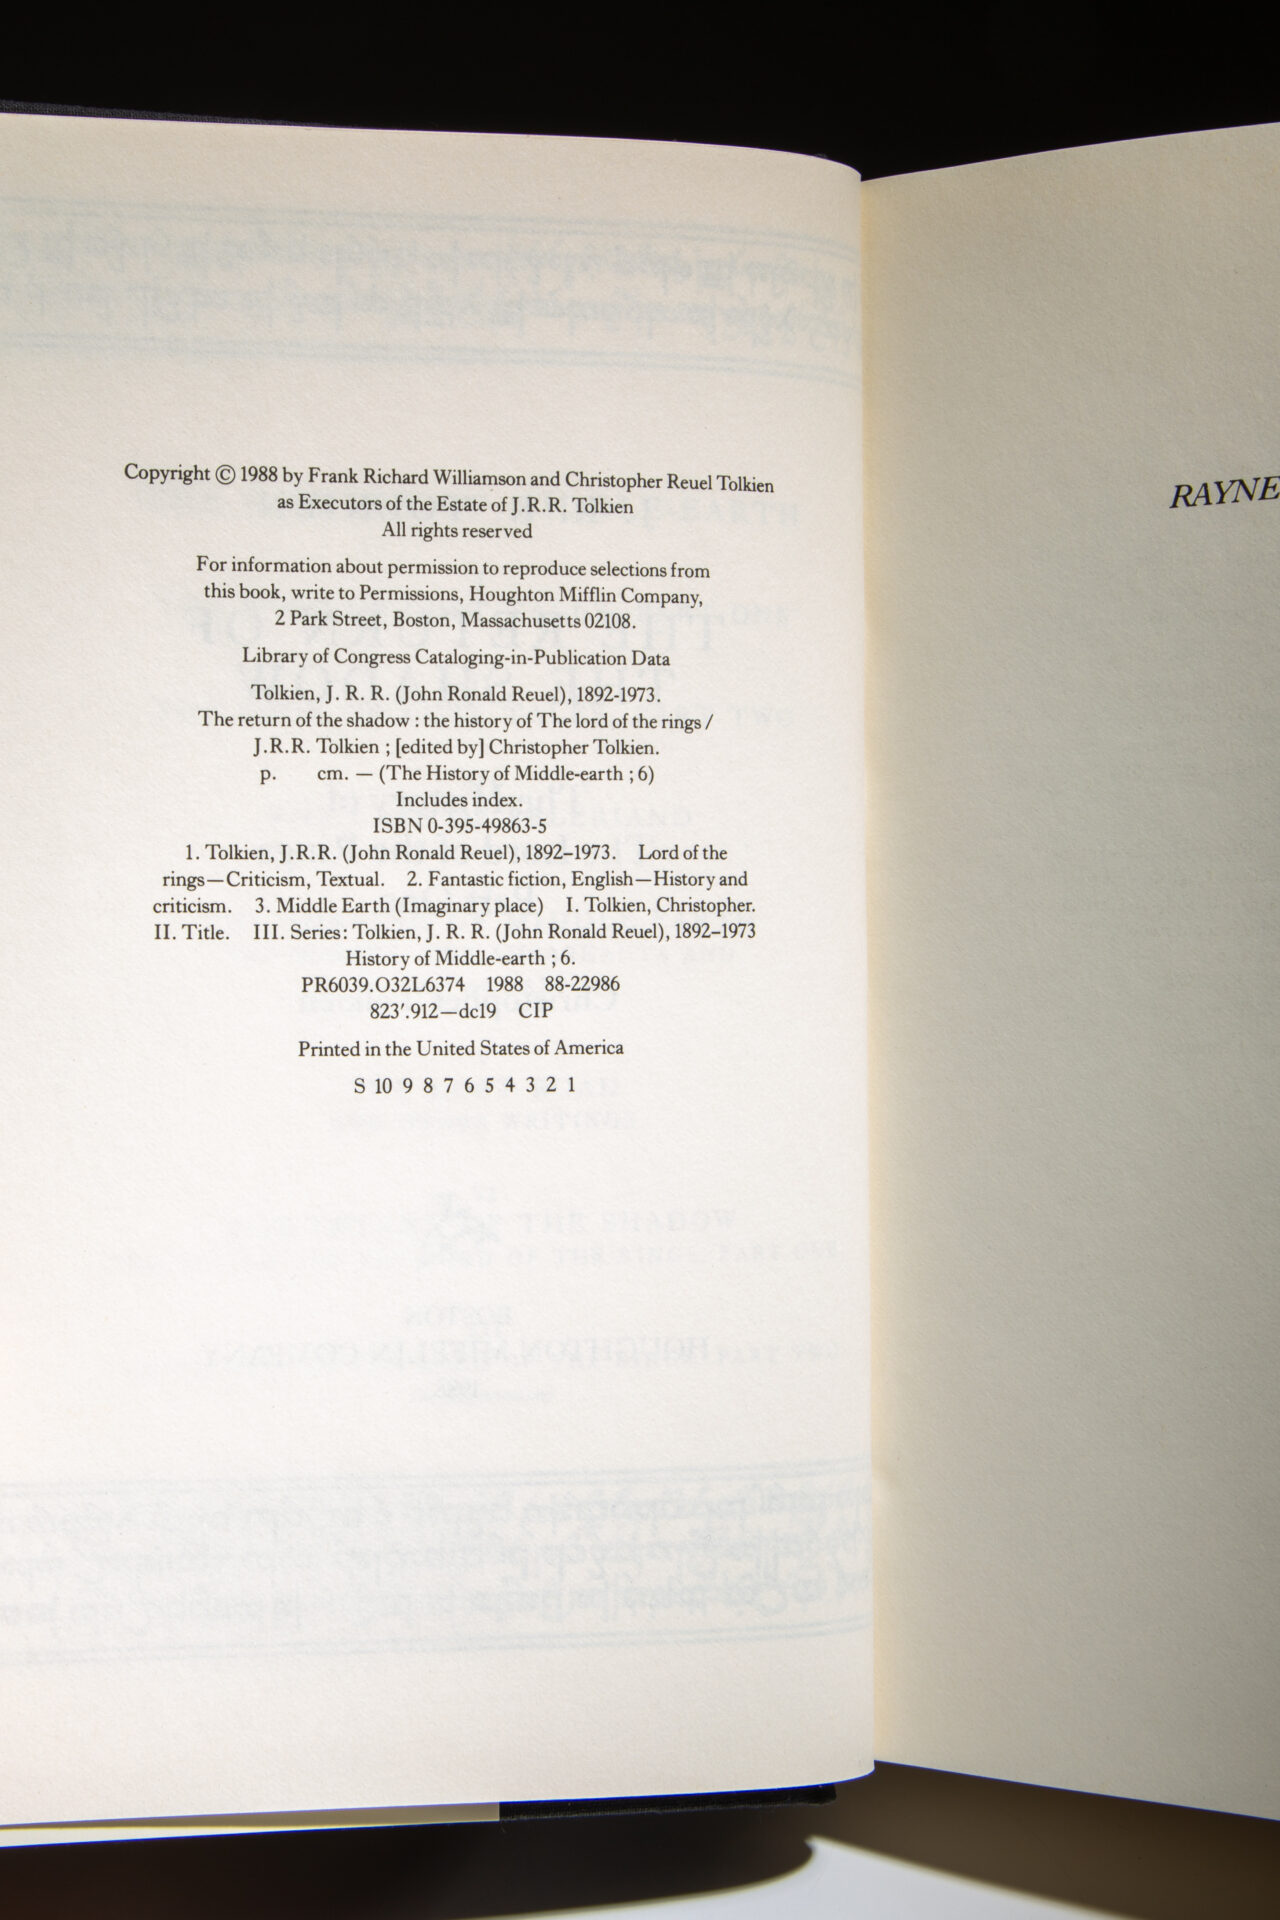 Copyright © 1988 by Frank Richard Williamson and Christopher Reuel Tolkien
as Executors of the Estate of J.R.R. Tolkien
All rights reserved
For information about permission to reproduce selections from
this book, write to Permissions, Houghton Mifflin Company,
2 Park Street, Boston, Massachusetts 02108.
Library of Congress Cataloging-in-Publication Data
Tolkien, J. R. R. (John Ronald Reuel), 1892-1973.
The return of the shadow : the history of The lord of the rings /
J.R.R. Tolkien ; [edited by] Christopher Tolkien.
p. cm. — (The History of Middle-earth ; 6)
Includes index.
ISBN 0-395-49863-5
1. Tolkien, J.R.R. (John Ronald Reuel), 1892–1973. Lord of the
rings—Criticism, Textual. 2. Fantastic fiction, English—History and
criticism. 3. Middle Earth (Imaginary place) I. Tolkien, Christopher.
II. Title. III. Series: Tolkien, J. R. R. (John Ronald Reuel), 1892–1973
History of Middle-earth ; 6.
PR6039.O32L6374 1988 88-22986
823′.912—dc19 CIP
Printed in the United States of America
S 10 9 8 7 6 5 4 3 2 1
RAYNE